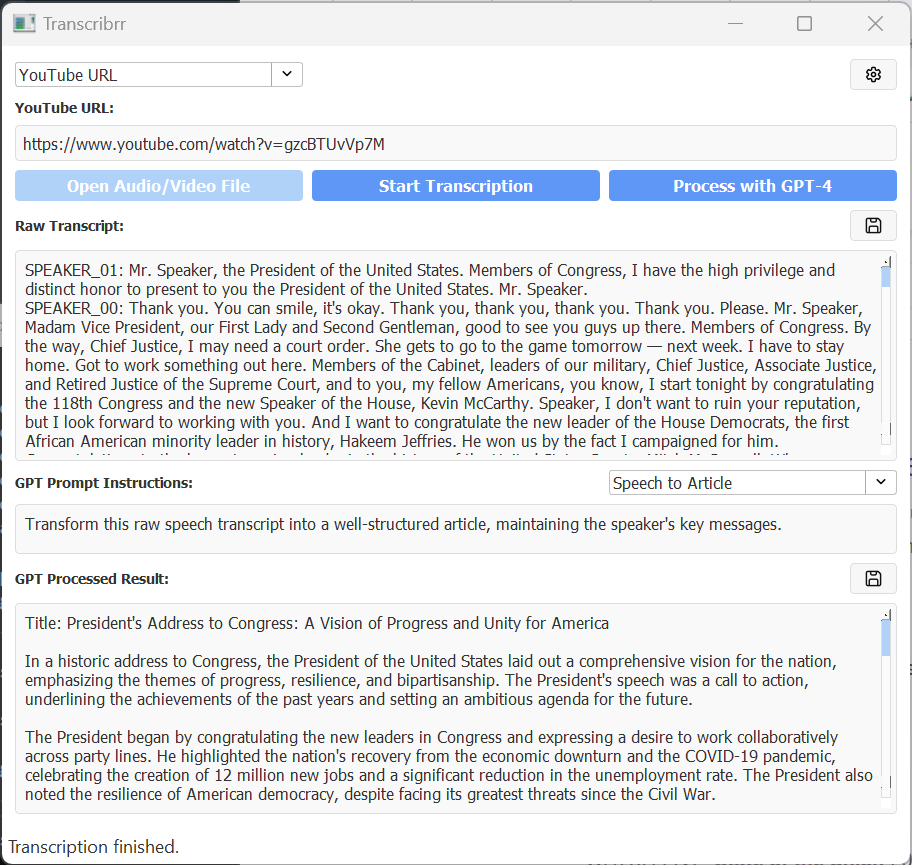 Transcribrr
YouTube URL
YouTube URL:
https://www.youtube.com/watch?v=gzcBTUvVp7M
Open Audio/Video File
Start Transcription
Process with GPT-4
Raw Transcript:
SPEAKER_01: Mr. Speaker, the President of the United States. Members of Congress, I have the high privilege and
distinct honor to present to you the President of the United States. Mr. Speaker.
SPEAKER_00: Thank you. You can smile, it's okay. Thank you, thank you, thank you. Thank you. Please. Mr. Speaker,
Madam Vice President, our First Lady and Second Gentleman, good to see you guys up there. Members of Congress. By
the way, Chief Justice, I may need a court order. She gets to go to the game tomorrow — next week. I have to stay
home. Got to work something out here. Members of the Cabinet, leaders of our military, Chief Justice, Associate Justice,
and Retired Justice of the Supreme Court, and to you, my fellow Americans, you know, I start tonight by congratulating
the 118th Congress and the new Speaker of the House, Kevin McCarthy. Speaker, I don't want to ruin your reputation,
but I look forward to working with you. And I want to congratulate the new leader of the House Democrats, the first
African American minority leader in history, Hakeem Jeffries. He won us by the fact I campaigned for him.
GPT Prompt Instructions:
Speech to Article
Transform this raw speech transcript into a well-structured article, maintaining the speaker's key messages.
GPT Processed Result:
Title: President's Address to Congress: A Vision of Progress and Unity for America
In a historic address to Congress, the President of the United States laid out a comprehensive vision for the nation,
emphasizing the themes of progress, resilience, and bipartisanship. The President's speech was a call to action,
underlining the achievements of the past years and setting an ambitious agenda for the future.
The President began by congratulating the new leaders in Congress and expressing a desire to work collaboratively
across party lines. He highlighted the nation's recovery from the economic downturn and the COVID-19 pandemic,
celebrating the creation of 12 million new jobs and a significant reduction in the unemployment rate. The President also
noted the resilience of American democracy, despite facing its greatest threats since the Civil War.
Transcription finished.